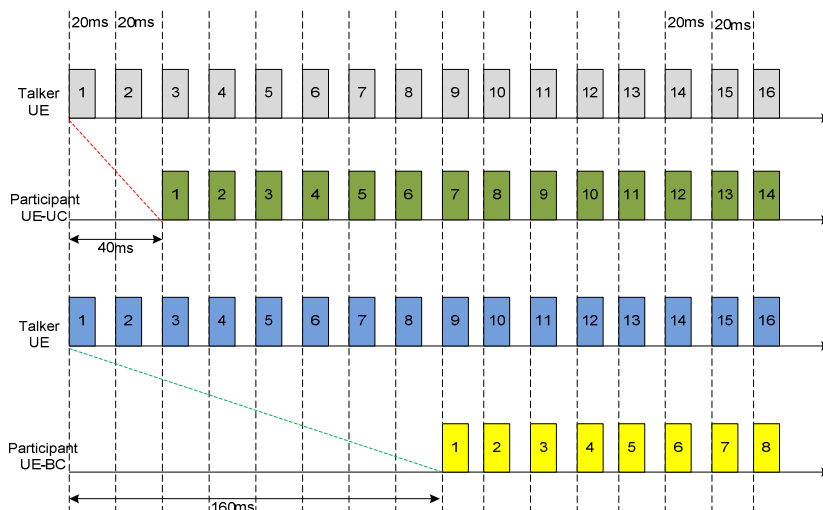 20ms 20ms 20ms 20ms
Talker
UE
1 2 3 4 5 6 7 8 9 10 11 12 13 14 15 16
Participant
UE-UC
1 2 3 4 5 6 7 8 9 10 11 12 13 14
40ms
Talker
UE
1 2 3 4 5 6 7 8 9 10 11 12 13 14 15 16
Participant
UE-BC
1 2 3 4 5 6 7 8
160ms